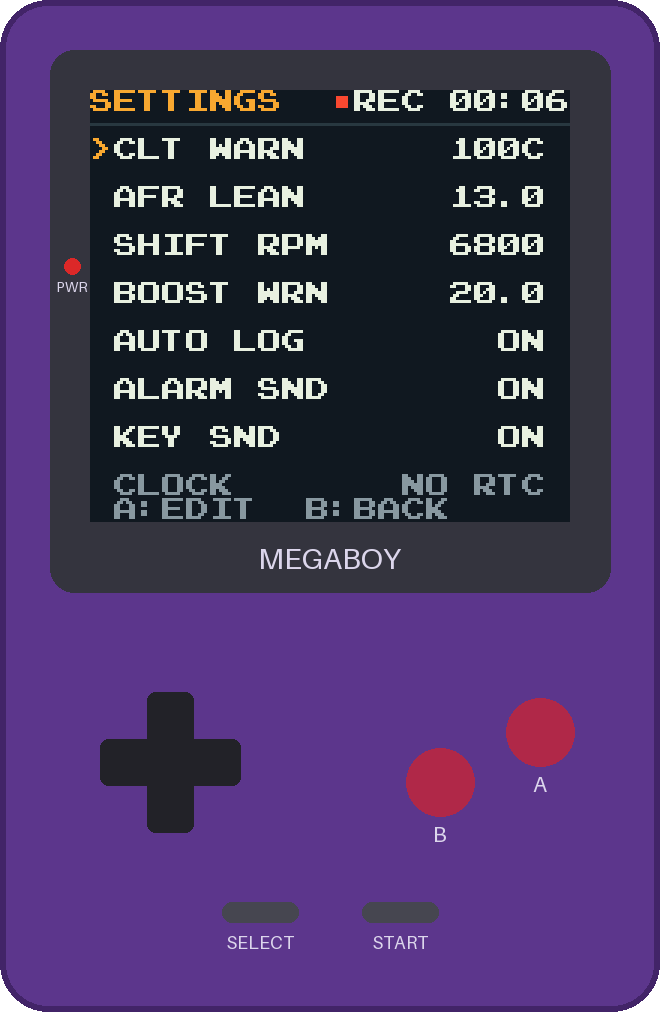 SETTINGS REC 00:06
>CLT WARN 100C
AFR LEAN 13.0
SHIFT RPM 6800
BOOST WRN 20.0
AUTO LOG ON
ALARM SND ON
KEY SND ON
CLOCK NO RTC
A:EDIT B:BACK
PWR
MEGABOY
A
B
SELECT START